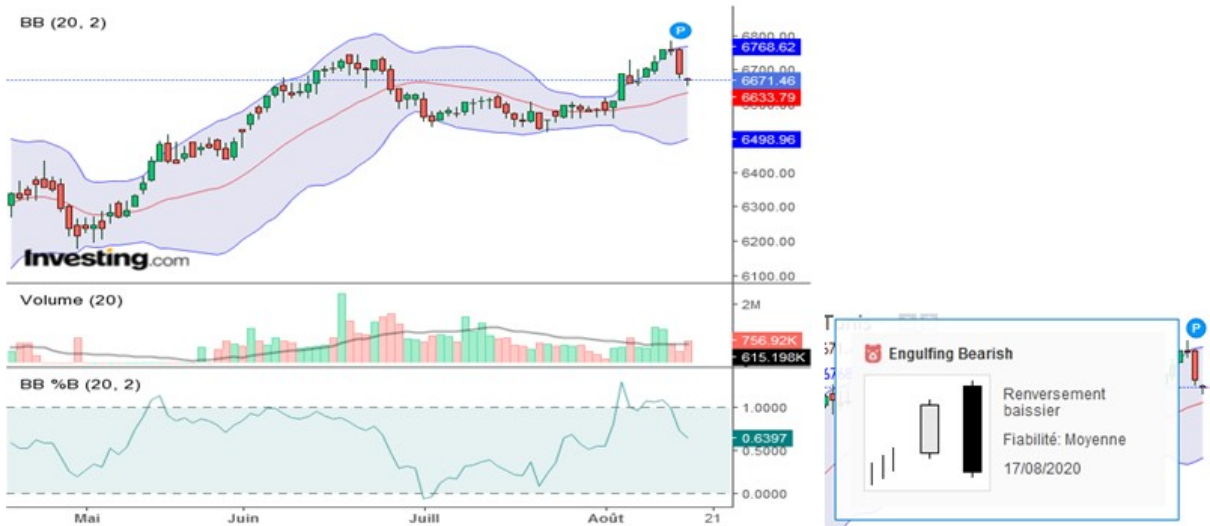 BB (20, 2)
P
6800.00
6768.62
6700.00
6671.46
6633.79
6498.96
6400.00
6300.00
6200.00
6100.00
Investing.com
Volume (20)
2M
756.92K
615.198K
BB %B (20, 2)
1.0000
0.6397
0.5000
0.0000
Mai
Juin
Juill
Août
21
P
Engulfing Bearish
Renversement
baissier
Fiabilité: Moyenne
17/08/2020